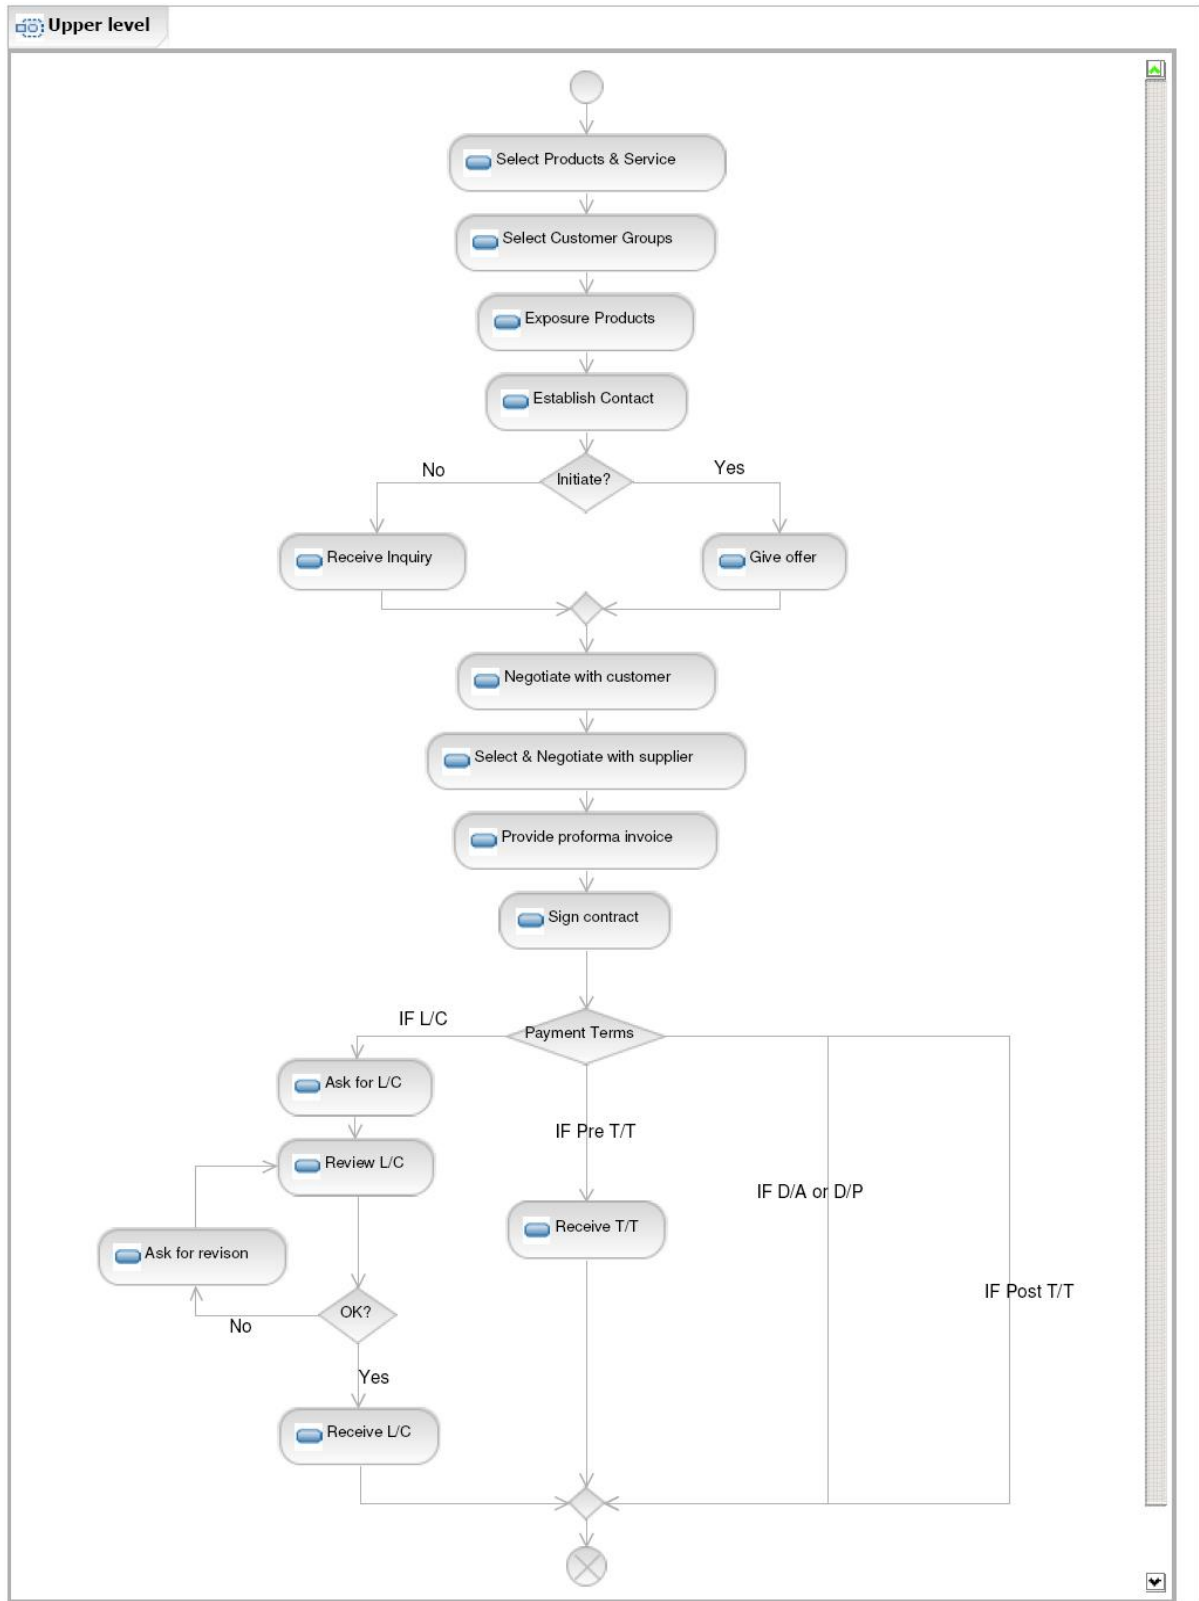 Upper level
Select Products & Service
Select Customer Groups
Exposure Products
Establish Contact
Initiate?
No
Yes
Receive Inquiry
Give offer
Negotiate with customer
Select & Negotiate with supplier
Provide proforma invoice
Sign contract
Payment Terms
IF L/C
Ask for L/C
IF Pre T/T
Review L/C
IF D/A or D/P
Receive T/T
Ask for revison
IF Post T/T
OK?
No
Yes
Receive L/C